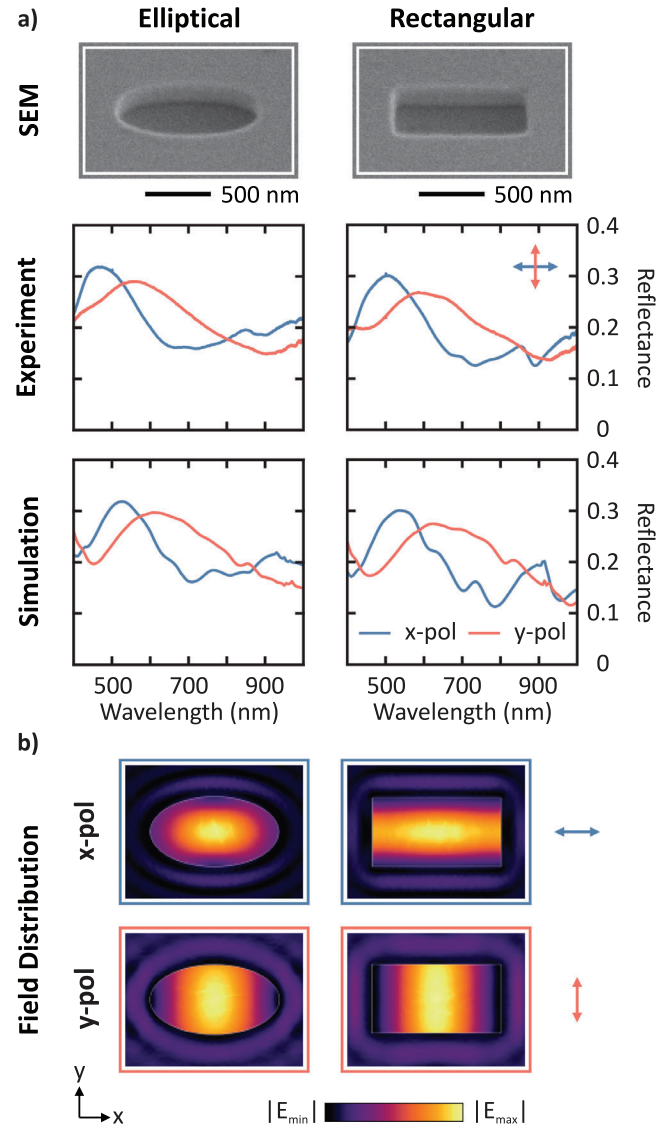 a)
Elliptical
Rectangular
SEM
500 nm
500 nm
Experiment
0.4
0.3
0.2
0.1
0
Reflectance
Simulation
0.4
0.3
0.2
0.1
0
Reflectance
x-pol
y-pol
500
700
900
500
700
900
Wavelength (nm)
Wavelength (nm)
b)
Field Distribution
x-pol
y-pol
y
x
|Emin|
|Emax|